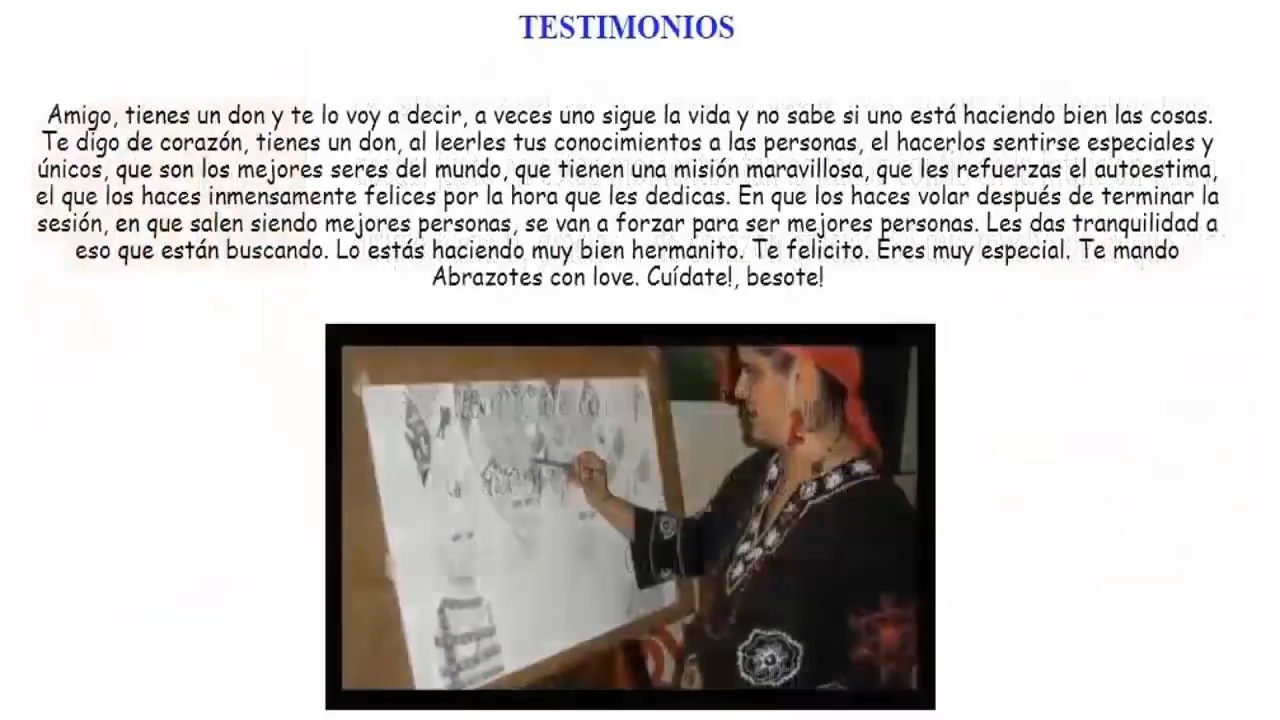 TESTIMONIOS
Amigo, tienes un don y te lo voy a decir, a veces uno sigue la vida y no sabe si uno está haciendo bien las cosas.
Te digo de corazón, tienes un don, al leerles tus conocimientos a las personas, el hacerlos sentirse especiales y
únicos, que son los mejores seres del mundo, que tienen una misión maravillosa, que les refuerzas el autoestima,
el que los haces inmensamente felices por la hora que les dedicas. En que los haces volar después de terminar la
sesión, en que salen siendo mejores personas, se van a forzar para ser mejores personas. Les das tranquilidad a
eso que están buscando. Lo estás haciendo muy bien hermanito. Te felicito. Eres muy especial. Te mando
Abrazotes con love. Cuídate!, besote!